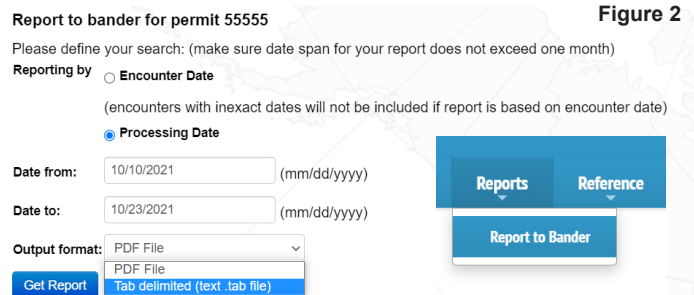 Figure 2
Report to bander for permit 55555
Please define your search: (make sure date span for your report does not exceed one month)
Reporting by
Encounter Date
(encounters with inexact dates will not be included if report is based on encounter date)
Processing Date
Date from: 10/10/2021 (mm/dd/yyyy)
Date to: 10/23/2021 (mm/dd/yyyy)
Output format: PDF File
PDF File
Get Report Tab delimited (text .tab file)
Reports Reference
Report to Bander